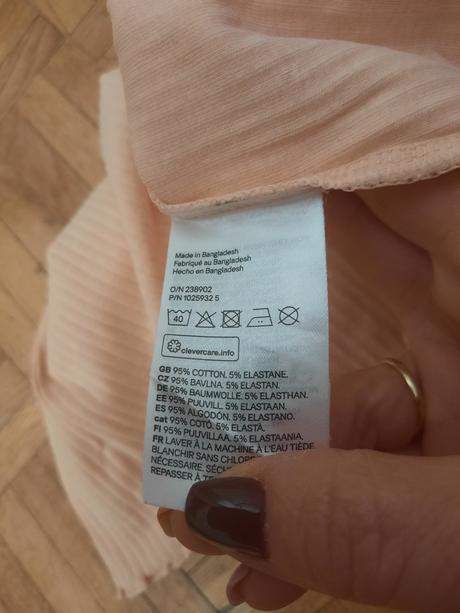 Made in Bangladesh
Fabriqué au Bangladesh
Hecho en Bangladesh
O/N 238902
P/N 1025932 5
40
clevercare.info
GB 95% COTTON. 5% ELASTANE.
CZ 95% BAVLNA. 5% ELASTAN.
DE 95% BAUMWOLLE. 5% ELASTHAN.
EE 95% PUUVILL. 5% ELASTAAN.
ES 95% ALGODÓN. 5% ELASTANO.
cat 95% COTÓ. 5% ELASTÀ.
FI 95% PUUVILLAA. 5% ELASTAANIA.
FR LAVER À LA MACHINE À L'EAU TIÈDE.
BLANCHIR SANS CHLORE
NÉCESSAIRE.
REPASSER À